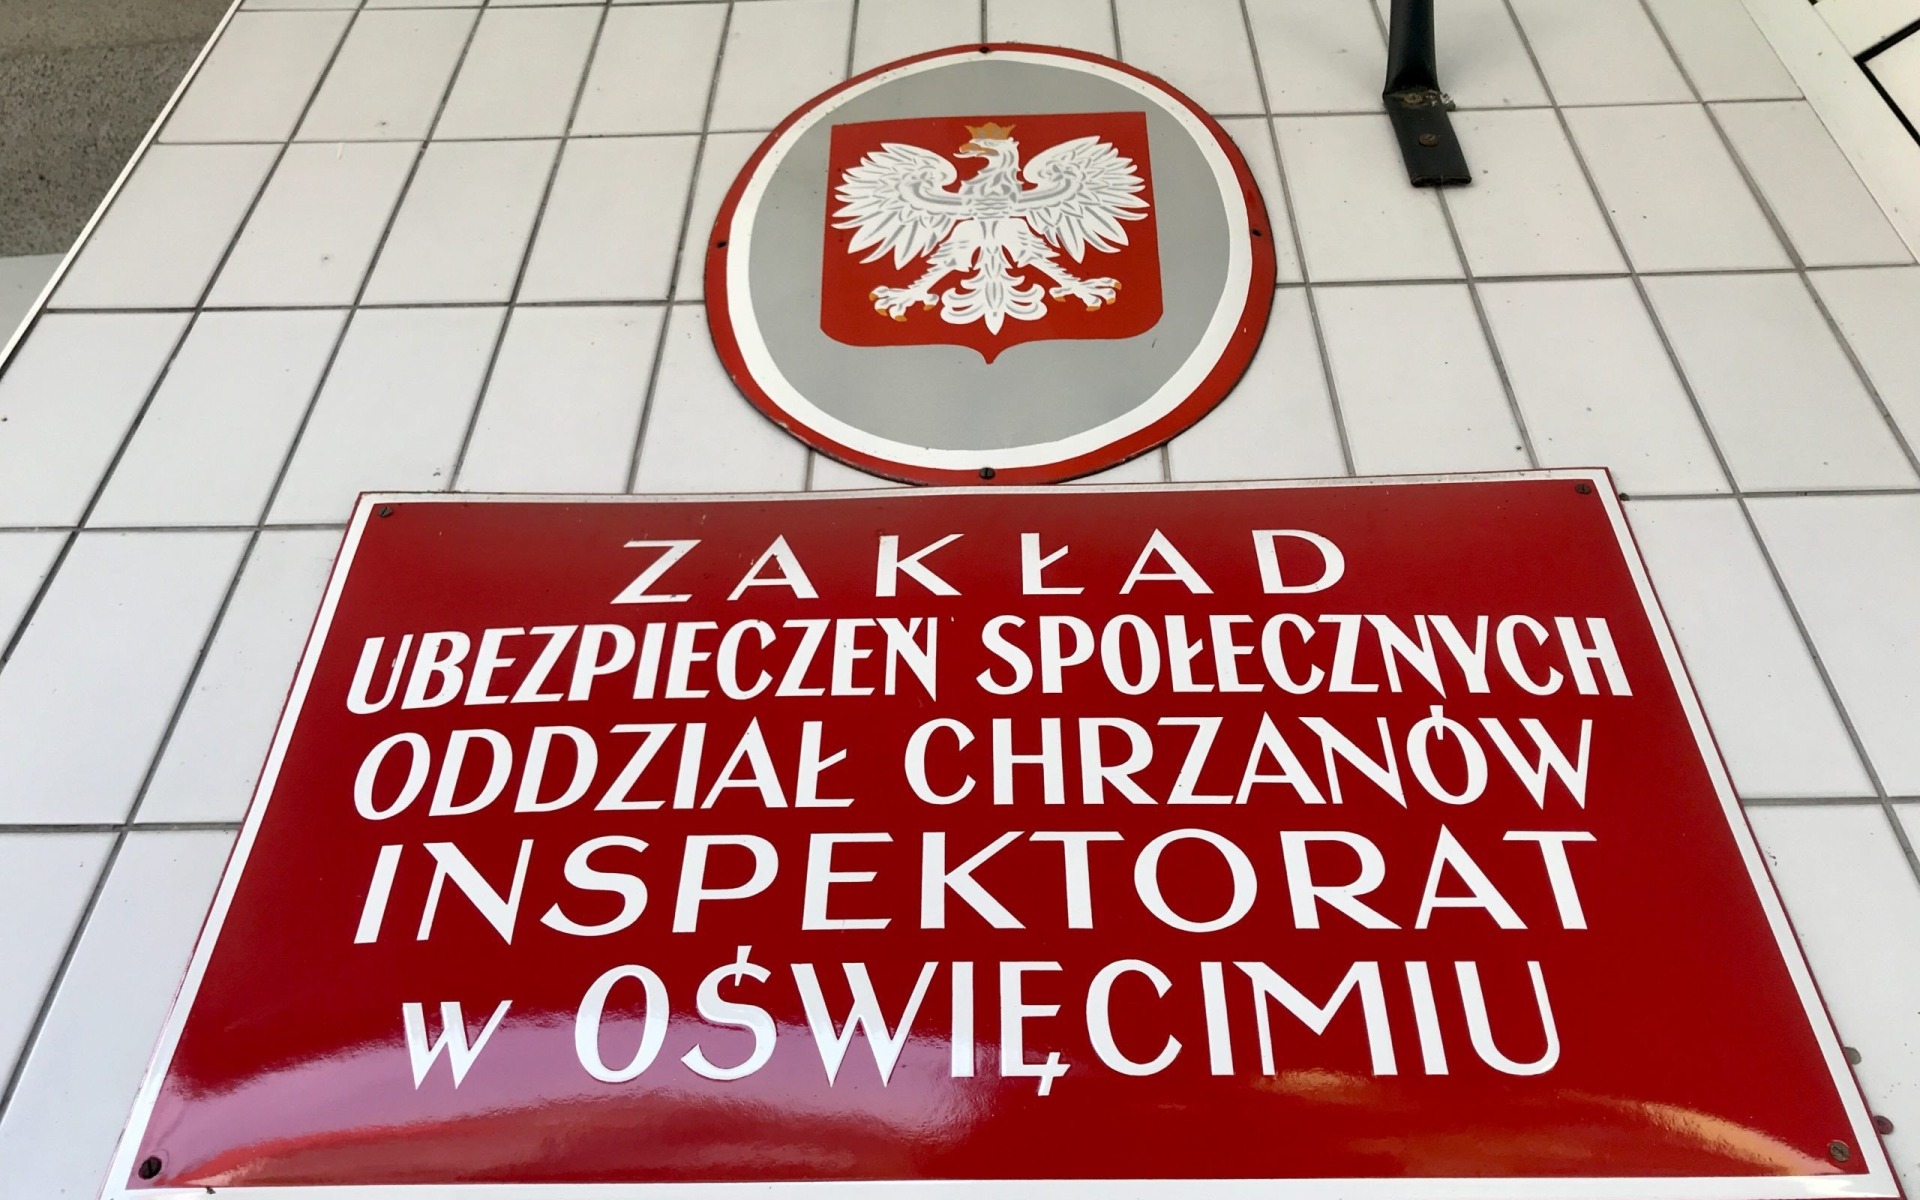 ZAKŁAD
UBEZPIECZEŃ SPOŁECZNYCH
ODDZIAŁ CHRZANÓW
INSPEKTORAT
w OŚWIĘCIMIU